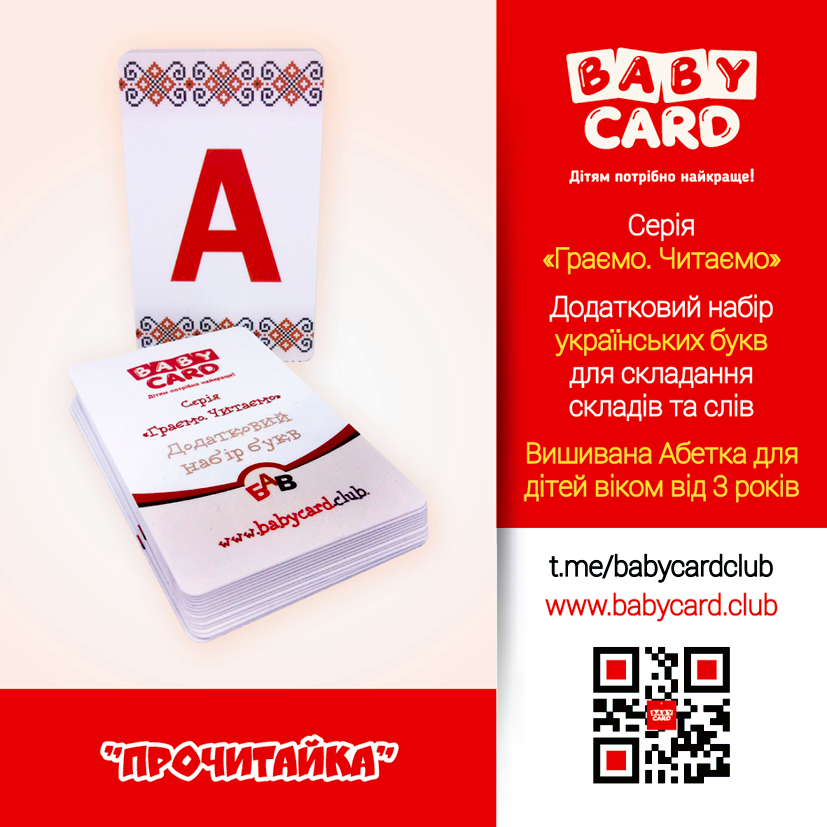 А
BABY
CARD
Дітям потрібно найкраще!
Серія
«Граємо. Читаємо»
Додатковий
набір букв
БАВ
www.babycard.club
"ПРОЧИТАЙКА"
BABY
CARD
Дітям потрібно найкраще!
Серія
«Граємо. Читаємо»
Додатковий набір
українських букв
для складання
складів та слів
Вишивана Абетка для
дітей віком від 3 років
t.me/babycardclub
www.babycard.club
BABY
CARD